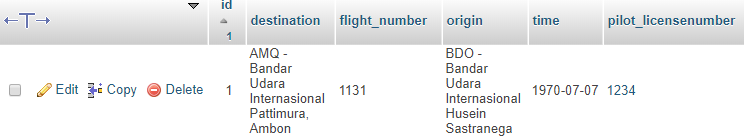 id
destination flight_number origin time pilot_licensenumber
1
AMQ -
Bandar
Udara
Internasional
Pattimura,
Ambon
BDO -
Bandar
Udara
Internasional
Husein
Sastranega
Edit Copy Delete 1 1131 1970-07-07 1234